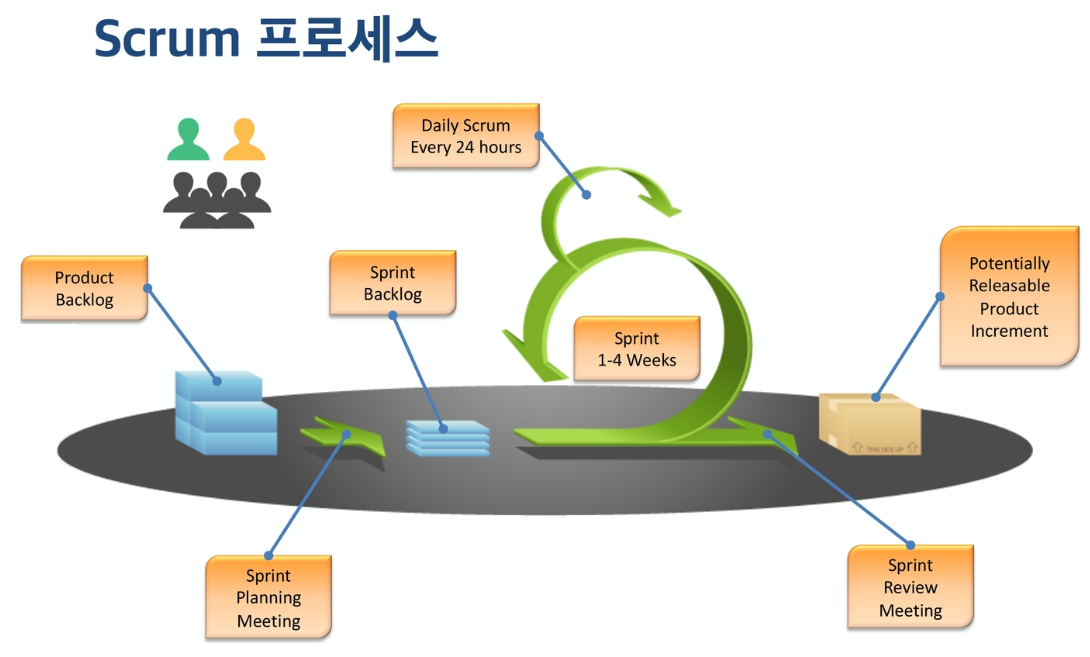 Scrum 프로세스
Daily Scrum
Every 24 hours
Product
Backlog
Sprint
Backlog
Sprint
1-4 Weeks
Potentially
Releasable
Product
Increment
THIS SIDE UP
Sprint
Planning
Meeting
Sprint
Review
Meeting